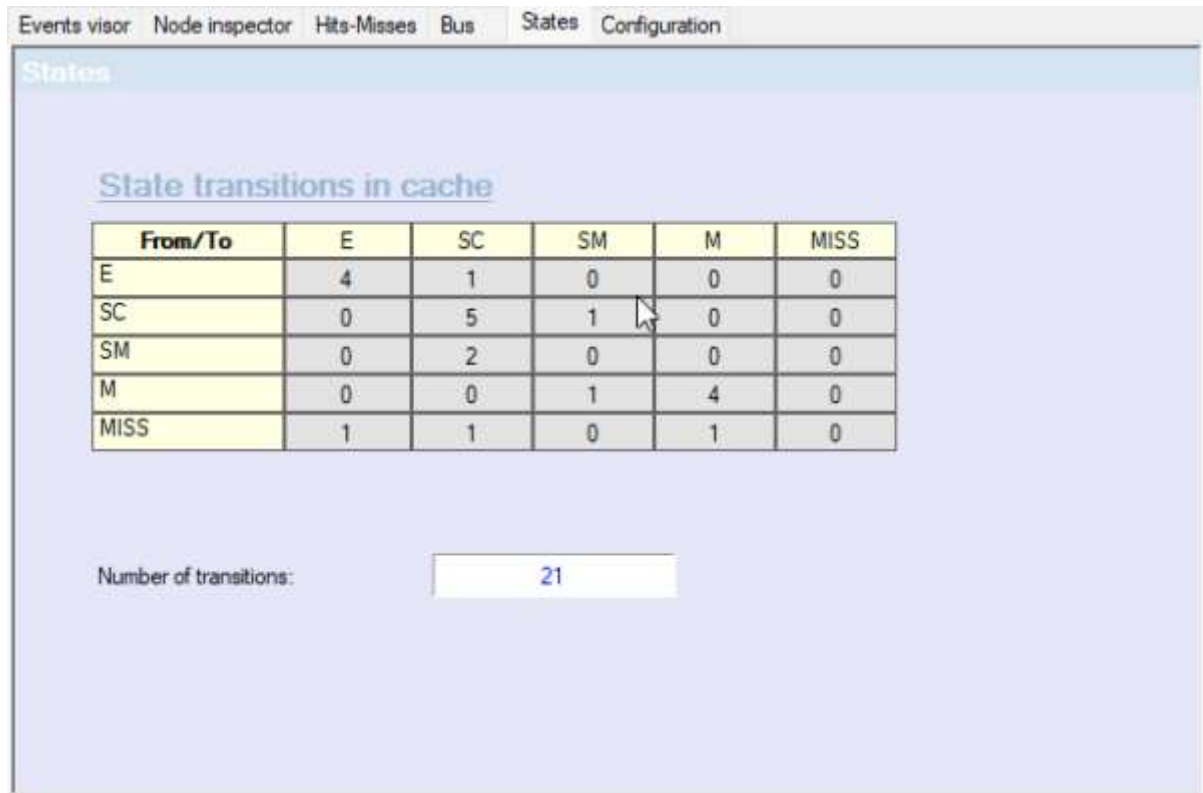 Events visor Node inspector Hits-Misses Bus States Configuration
States
State transitions in cache
From/To E SC SM M MISS
E 4 1 0 0 0
SC 0 5 1 0 0
SM 0 2 0 0 0
M 0 0 1 4 0
MISS 1 1 0 1 0
Number of transitions: 21